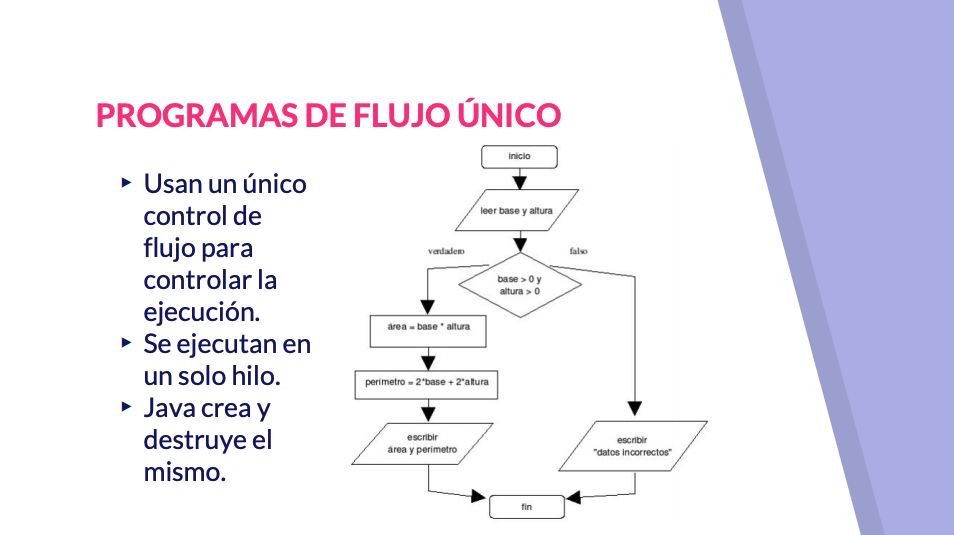 PROGRAMAS DE FLUJO ÚNICO
Usan un único
control de
flujo para
controlar la
ejecución.
Se ejecutan en
un solo hilo.
Java crea y
destruye el
mismo.
inicio
leer base y altura
verdadero
falso
base > 0 y
altura > 0
área = base * altura
perímetro = 2*base + 2*altura
escribir
área y perímetro
escribir
"datos incorrectos"
fin